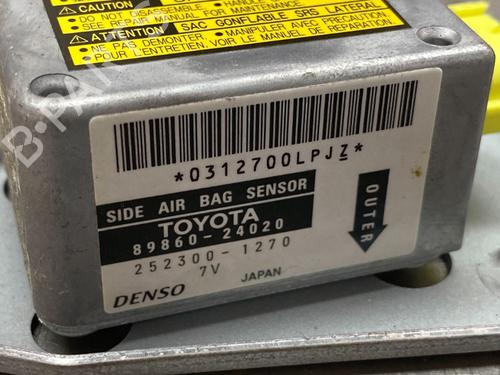 CAUTION
• DO NOT DISASSEMBLE • HANDLE
• SEE REPAIR MANUAL FOR MAINTENANCE
ATTENTION SAC GONFLABLE SRS LATERAL
• NE PAS DEMONTER. • MANIPULER AVEC PRECAUTION.
• POUR L'ENTRETIEN, VOIR LE MANUEL DE REPARATION.
*0312700LPJZ*
SIDE AIR BAG SENSOR
TOYOTA
89860-24020
252300-1270
7V JAPAN
DENSO
OUTER